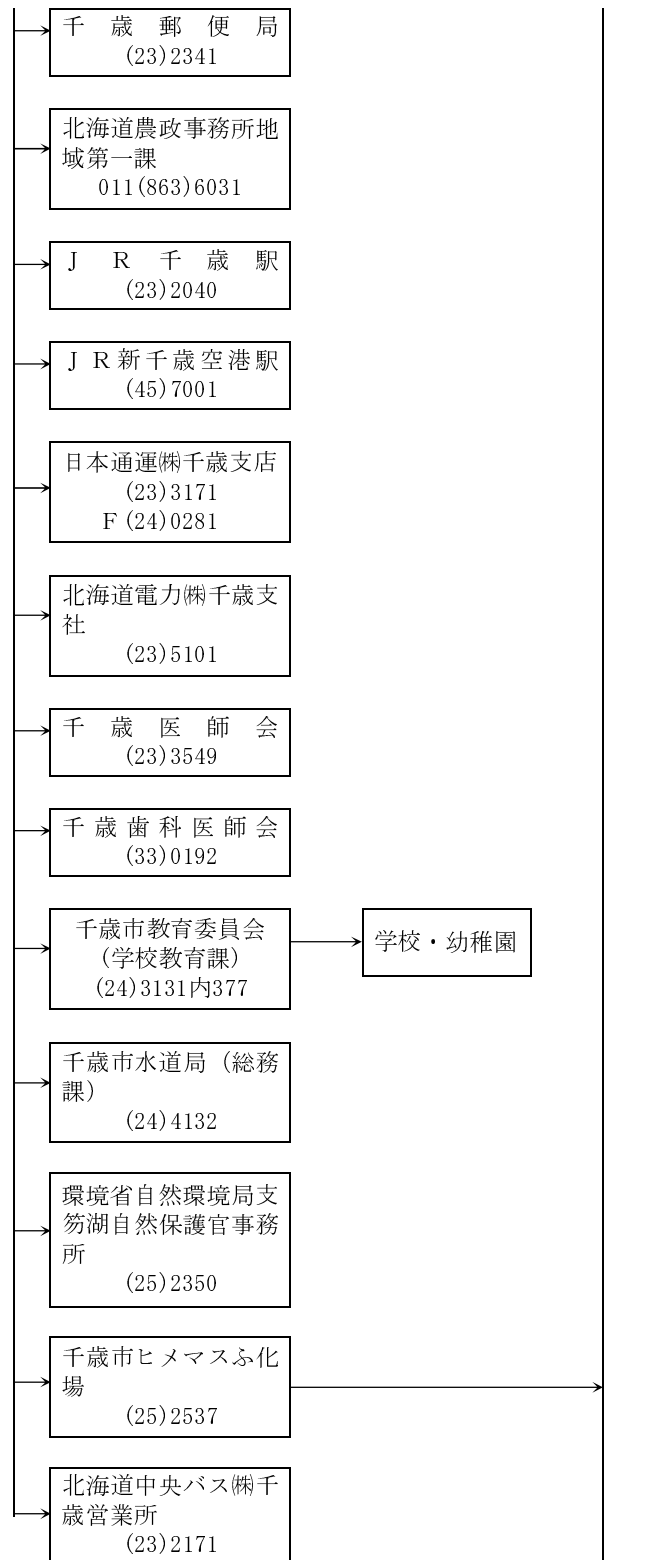 千歳郵便局
(23)2341
北海道農政事務所地
域第一課
011(863)6031
ＪＲ千歳駅
(23)2040
ＪＲ新千歳空港駅
(45)7001
日本通運㈱千歳支店
(23)3171
Ｆ(24)0281
北海道電力㈱千歳支
社
(23)5101
千歳医師会
(23)3549
千歳歯科医師会
(33)0192
千歳市教育委員会
（学校教育課）
(24)3131内377
学校・幼稚園
千歳市水道局（総務
課）
(24)4132
環境省自然環境局支
笏湖自然保護官事務
所
(25)2350
千歳市ヒメマスふ化
場
(25)2537
北海道中央バス㈱千
歳営業所
(23)2171